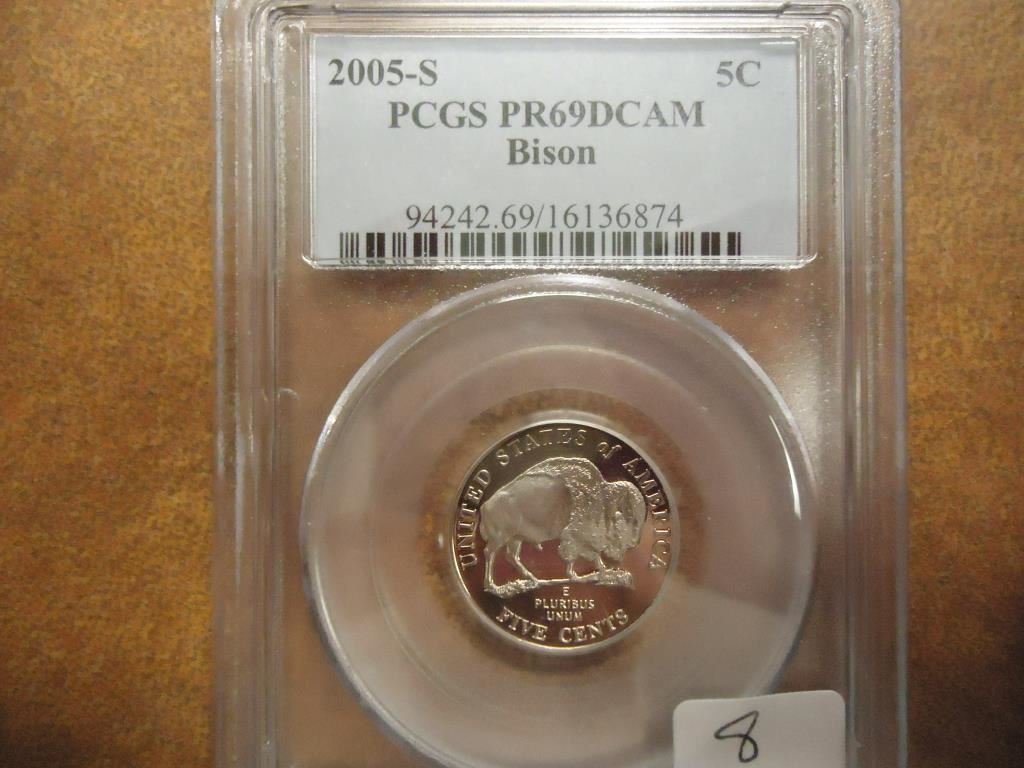 2005-S 5C
PCGS PR69DCAM
Bison
94242.69/16136874
UNITED STATES of AMERICA
E
PLURIBUS
UNUM
FIVE CENTS
8